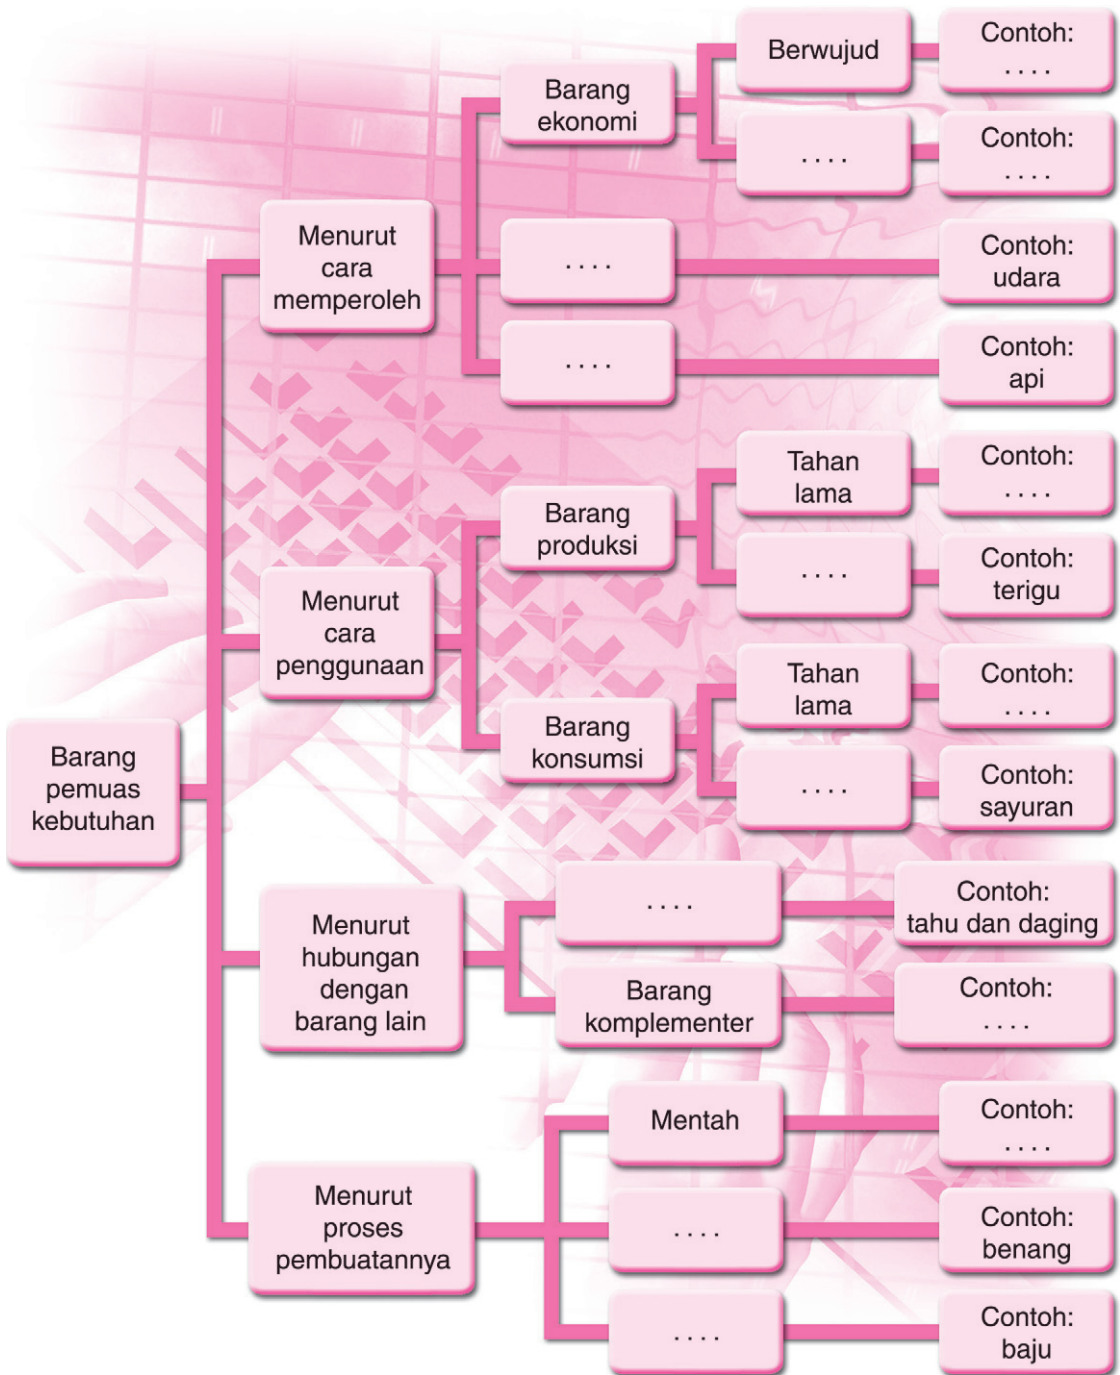 Barang
pemuas
kebutuhan
Menurut
cara
memperoleh
Barang
ekonomi
Berwujud
Contoh:
. . . .
. . . .
Contoh:
. . . .
. . . .
Contoh:
udara
. . . .
Contoh:
api
Menurut
cara
penggunaan
Barang
produksi
Tahan
lama
Contoh:
. . . .
. . . .
Contoh:
terigu
Barang
konsumsi
Tahan
lama
Contoh:
. . . .
. . . .
Contoh:
sayuran
Menurut
hubungan
dengan
barang lain
. . . .
Contoh:
tahu dan daging
Barang
komplementer
Contoh:
. . . .
Menurut
proses
pembuatannya
Mentah
Contoh:
. . . .
. . . .
Contoh:
benang
. . . .
Contoh:
baju